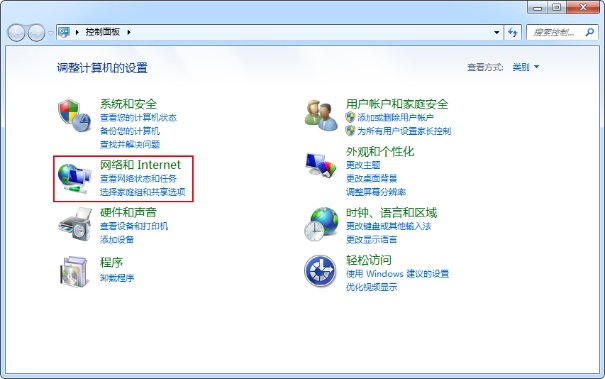 控制面板
搜索控制...
调整计算机的设置
查看方式: 类别
系统和安全
查看您的计算机状态
备份您的计算机
查找并解决问题
网络和 Internet
查看网络状态和任务
选择家庭组和共享选项
硬件和声音
查看设备和打印机
添加设备
程序
卸载程序
用户帐户和家庭安全
添加或删除用户帐户
为所有用户设置家长控制
外观和个性化
更改主题
更改桌面背景
调整屏幕分辨率
时钟、语言和区域
更改键盘或其他输入法
更改显示语言
轻松访问
使用 Windows 建议的设置
优化视频显示